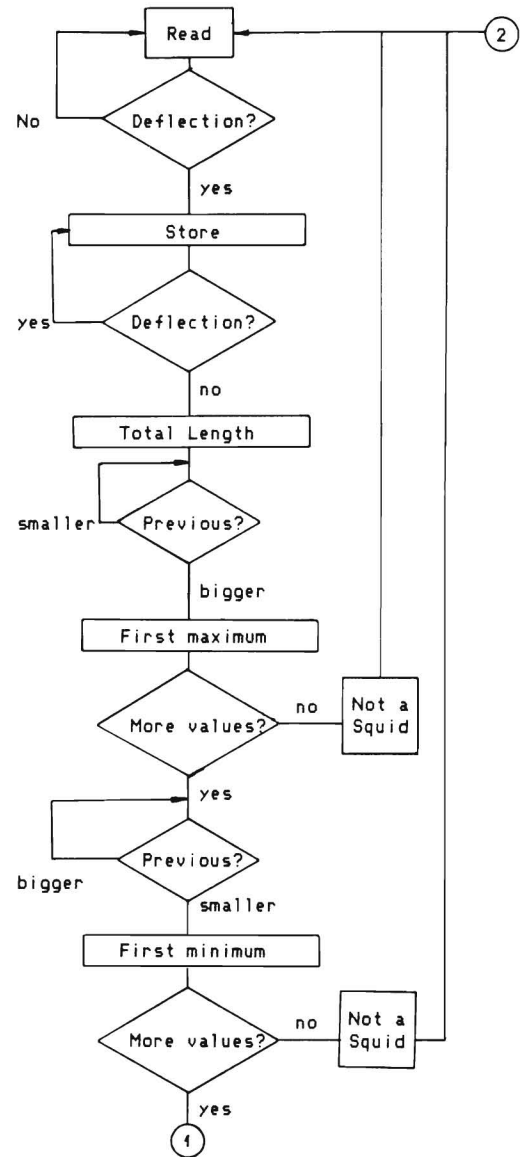 Read
2
No
Deflection?
yes
Store
yes
Deflection?
no
Total Length
smaller
Previous?
bigger
First maximum
More values?
no
Not a
Squid
yes
Previous?
bigger
smaller
First minimum
More values?
no
Not a
Squid
yes
1